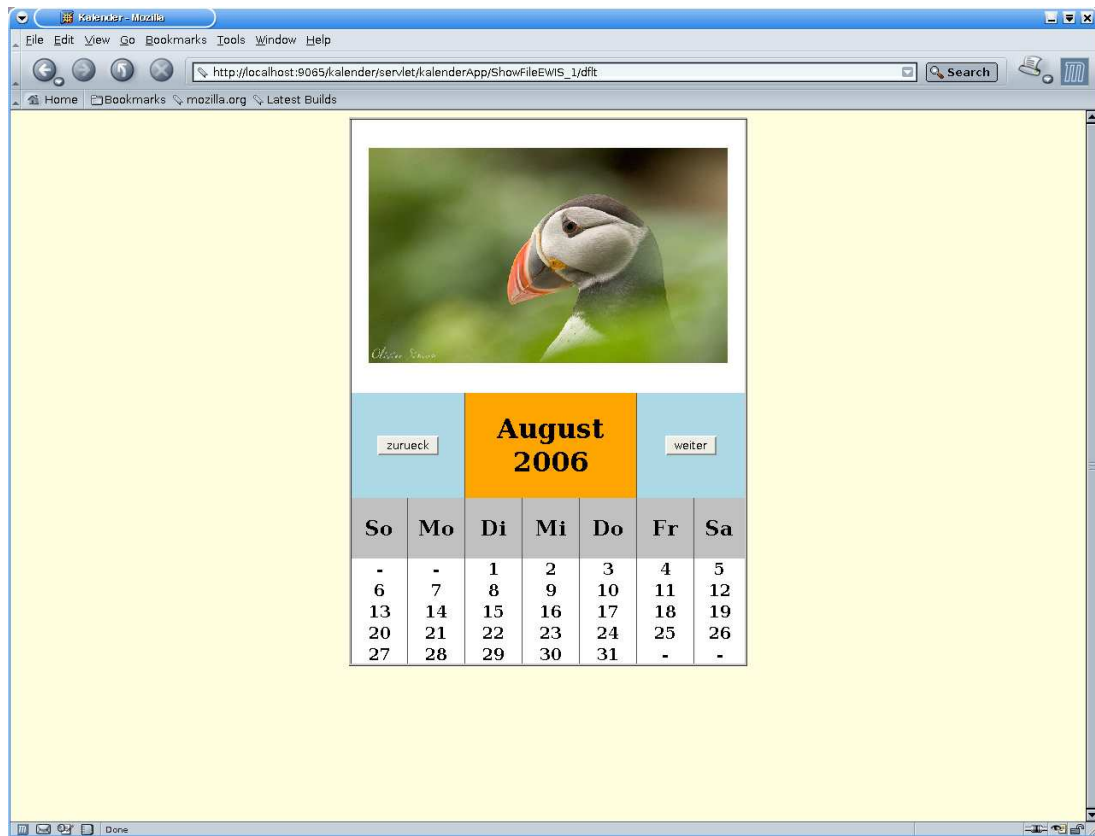 Kalender - Mozilla
File Edit View Go Bookmarks Tools Window Help
http://localhost:9065/kalender/servlet/kalenderApp/ShowFileEWIS_1/dflt
Search
Home Bookmarks mozilla.org Latest Builds
zurueck
August
2006
weiter
So Mo Di Mi Do Fr Sa
- - 1 2 3 4 5
6 7 8 9 10 11 12
13 14 15 16 17 18 19
20 21 22 23 24 25 26
27 28 29 30 31 - -
Done